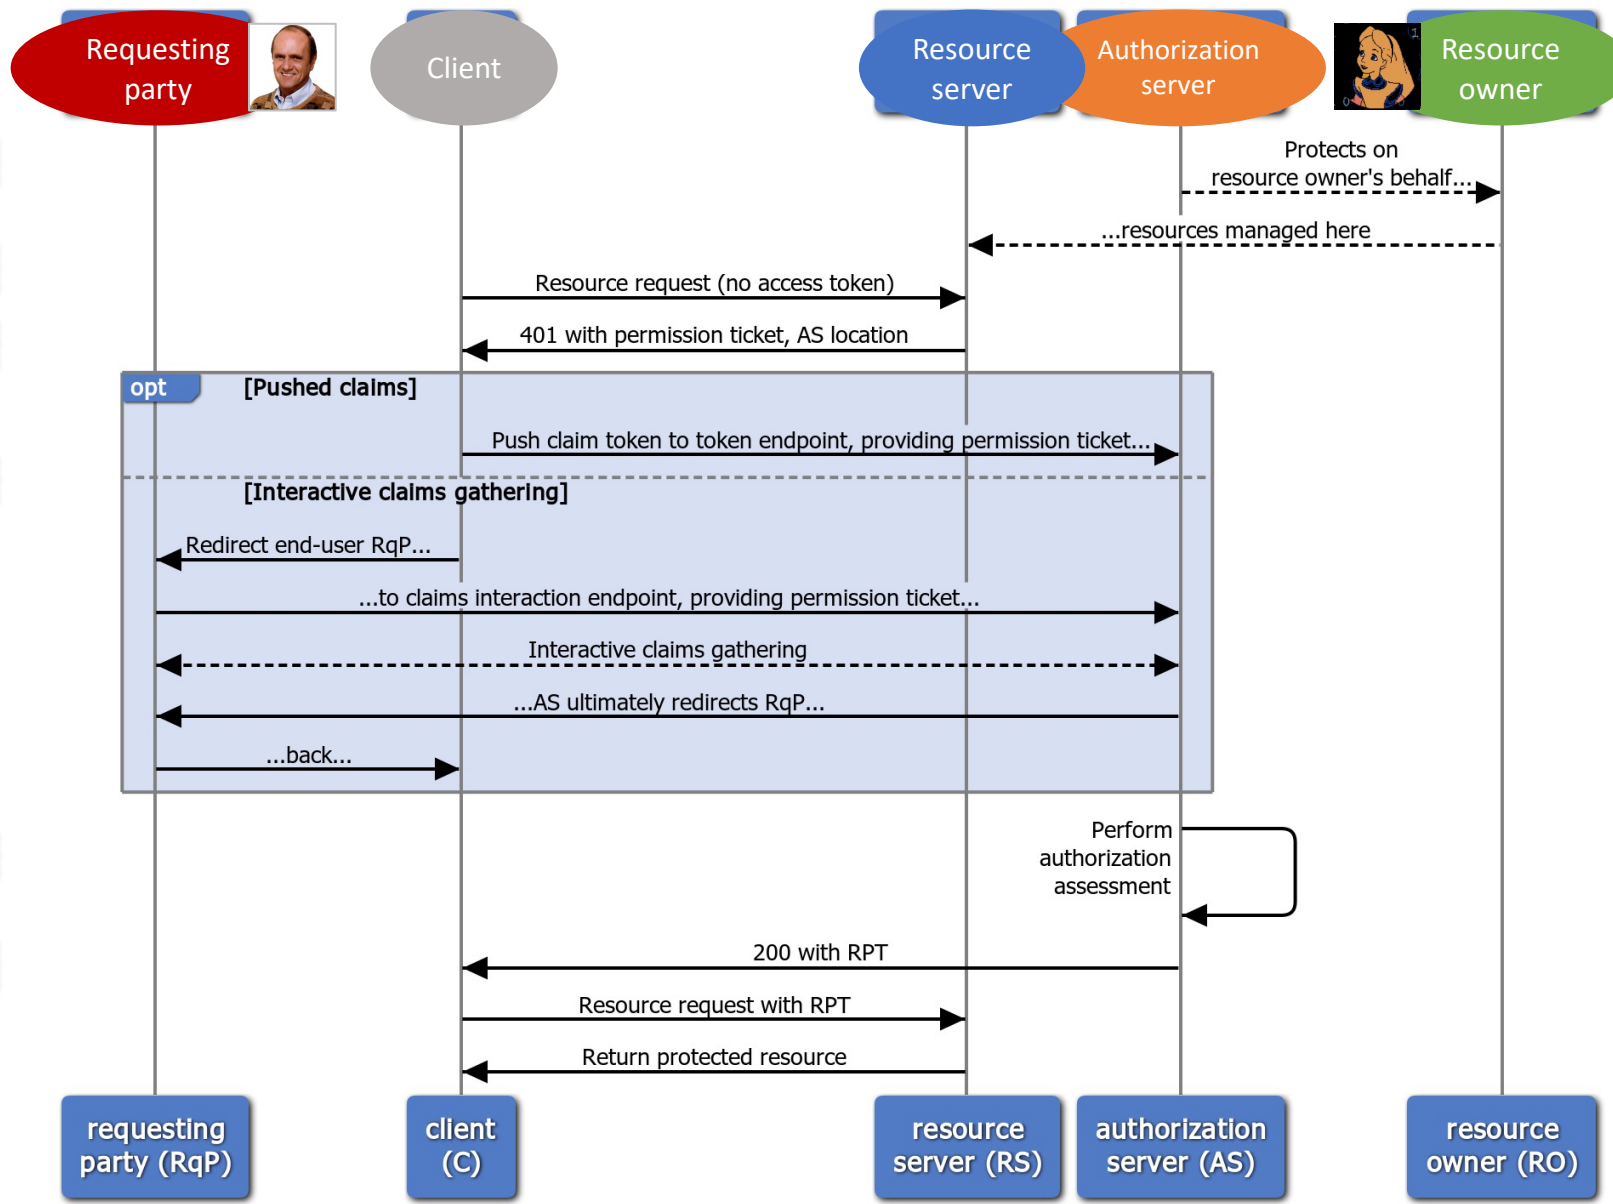 Requesting
party
Client
Resource
server
Authorization
server
Resource
owner
Protects on
resource owner's behalf...
...resources managed here
Resource request (no access token)
401 with permission ticket, AS location
opt
[Pushed claims]
Push claim token to token endpoint, providing permission ticket...
[Interactive claims gathering]
Redirect end-user RqP...
...to claims interaction endpoint, providing permission ticket...
Interactive claims gathering
...AS ultimately redirects RqP...
...back...
Perform
authorization
assessment
200 with RPT
Resource request with RPT
Return protected resource
requesting
party (RqP)
client
(C)
resource
server (RS)
authorization
server (AS)
resource
owner (RO)